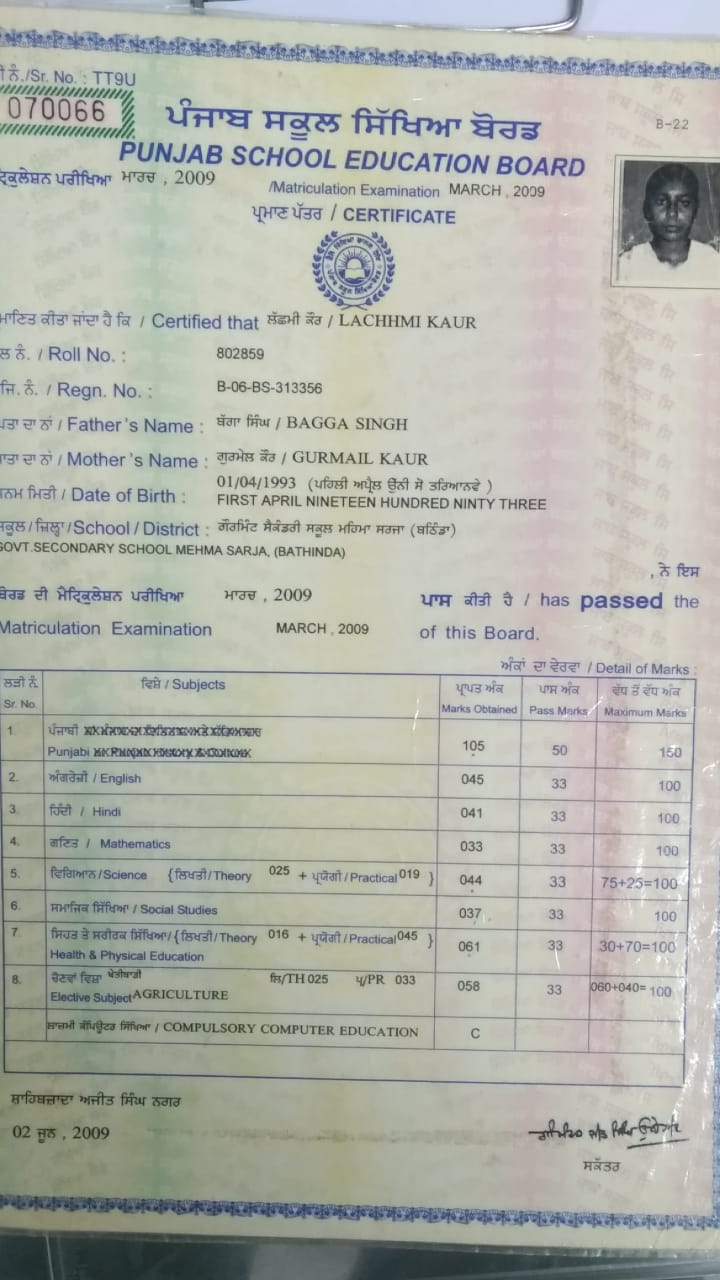 ਨੰ./Sr. No. : TT9U
070066
B-22
ਪੰਜਾਬ ਸਕੂਲ ਸਿੱਖਿਆ ਬੋਰਡ
PUNJAB SCHOOL EDUCATION BOARD
ਪਰੀਖਿਆ ਮਾਰਚ , 2009 /Matriculation Examination MARCH , 2009
ਪ੍ਰਮਾਣ ਪੱਤਰ / CERTIFICATE
ਕੀਤਾ ਜਾਂਦਾ ਹੈ ਕਿ / Certified that ਲੱਛਮੀ ਕੌਰ / LACHHMI KAUR
ਨੰ. / Roll No. : 802859
ਨੰ. / Regn. No. : B-06-BS-313356
ਦਾ ਨਾਂ / Father's Name : ਬੱਗਾ ਸਿੰਘ / BAGGA SINGH
ਦਾ ਨਾਂ / Mother's Name : ਗੁਰਮੇਲ ਕੌਰ / GURMAIL KAUR
01/04/1993 (ਪਹਿਲੀ ਅਪ੍ਰੈਲ ਉਂਨੀ ਸੋ ਤਰਿਆਨਵੇ )
ਮਿਤੀ / Date of Birth : FIRST APRIL NINETEEN HUNDRED NINTY THREE
ਸਕੂਲ/ਜ਼ਿਲ੍ਹਾ/School / District : ਗੌਰਮਿੰਟ ਸੈਕੰਡਰੀ ਸਕੂਲ ਮਹਿਮਾ ਸਰਜਾ (ਬਠਿੰਡਾ)
GOVT.SECONDARY SCHOOL MEHMA SARJA, (BATHINDA)
, ਨੇ ਇਸ
ਬੋਰਡ ਦੀ ਮੈਟ੍ਰਿਕੁਲੇਸ਼ਨ ਪਰੀਖਿਆ ਮਾਰਚ , 2009 ਪਾਸ ਕੀਤੀ ਹੈ / has passed the
Matriculation Examination MARCH , 2009 of this Board.
ਅੰਕਾਂ ਦਾ ਵੇਰਵਾ / Detail of Marks :
ਲੜੀ ਨੰ. ਵਿਸ਼ੇ / Subjects ਪ੍ਰਾਪਤ ਅੰਕ ਪਾਸ ਅੰਕ ਵੱਧ ਤੋਂ ਵੱਧ ਅੰਕ
Sr. No. Marks Obtained Pass Marks Maximum Marks
1. ਪੰਜਾਬੀ
Punjabi 105 50 150
2. ਅੰਗਰੇਜ਼ੀ / English 045 33 100
3. ਹਿੰਦੀ / Hindi 041 33 100
4. ਗਣਿਤ / Mathematics 033 33 100
5. ਵਿਗਿਆਨ/Science {ਲਿਖਤੀ/Theory 025 + ਪ੍ਰਯੋਗੀ/Practical 019 } 044 33 75+25=100
6. ਸਮਾਜਿਕ ਸਿੱਖਿਆ / Social Studies 037 33 100
7. ਸਿਹਤ ਤੇ ਸਰੀਰਕ ਸਿੱਖਿਆ/{ਲਿਖਤੀ/Theory 016 + ਪ੍ਰਯੋਗੀ/Practical 045 }
Health & Physical Education 061 33 30+70=100
8. ਚੋਣਵਾਂ ਵਿਸ਼ਾ ਖੇਤੀਬਾੜੀ ਲਿ/TH 025 ਪ੍ਰ/PR 033
Elective Subject AGRICULTURE 058 33 060+040= 100
ਲਾਜ਼ਮੀ ਕੰਪਿਊਟਰ ਸਿੱਖਿਆ / COMPULSORY COMPUTER EDUCATION C
ਸਾਹਿਬਜ਼ਾਦਾ ਅਜੀਤ ਸਿੰਘ ਨਗਰ
02 ਜੂਨ , 2009
ਸਕੱਤਰ